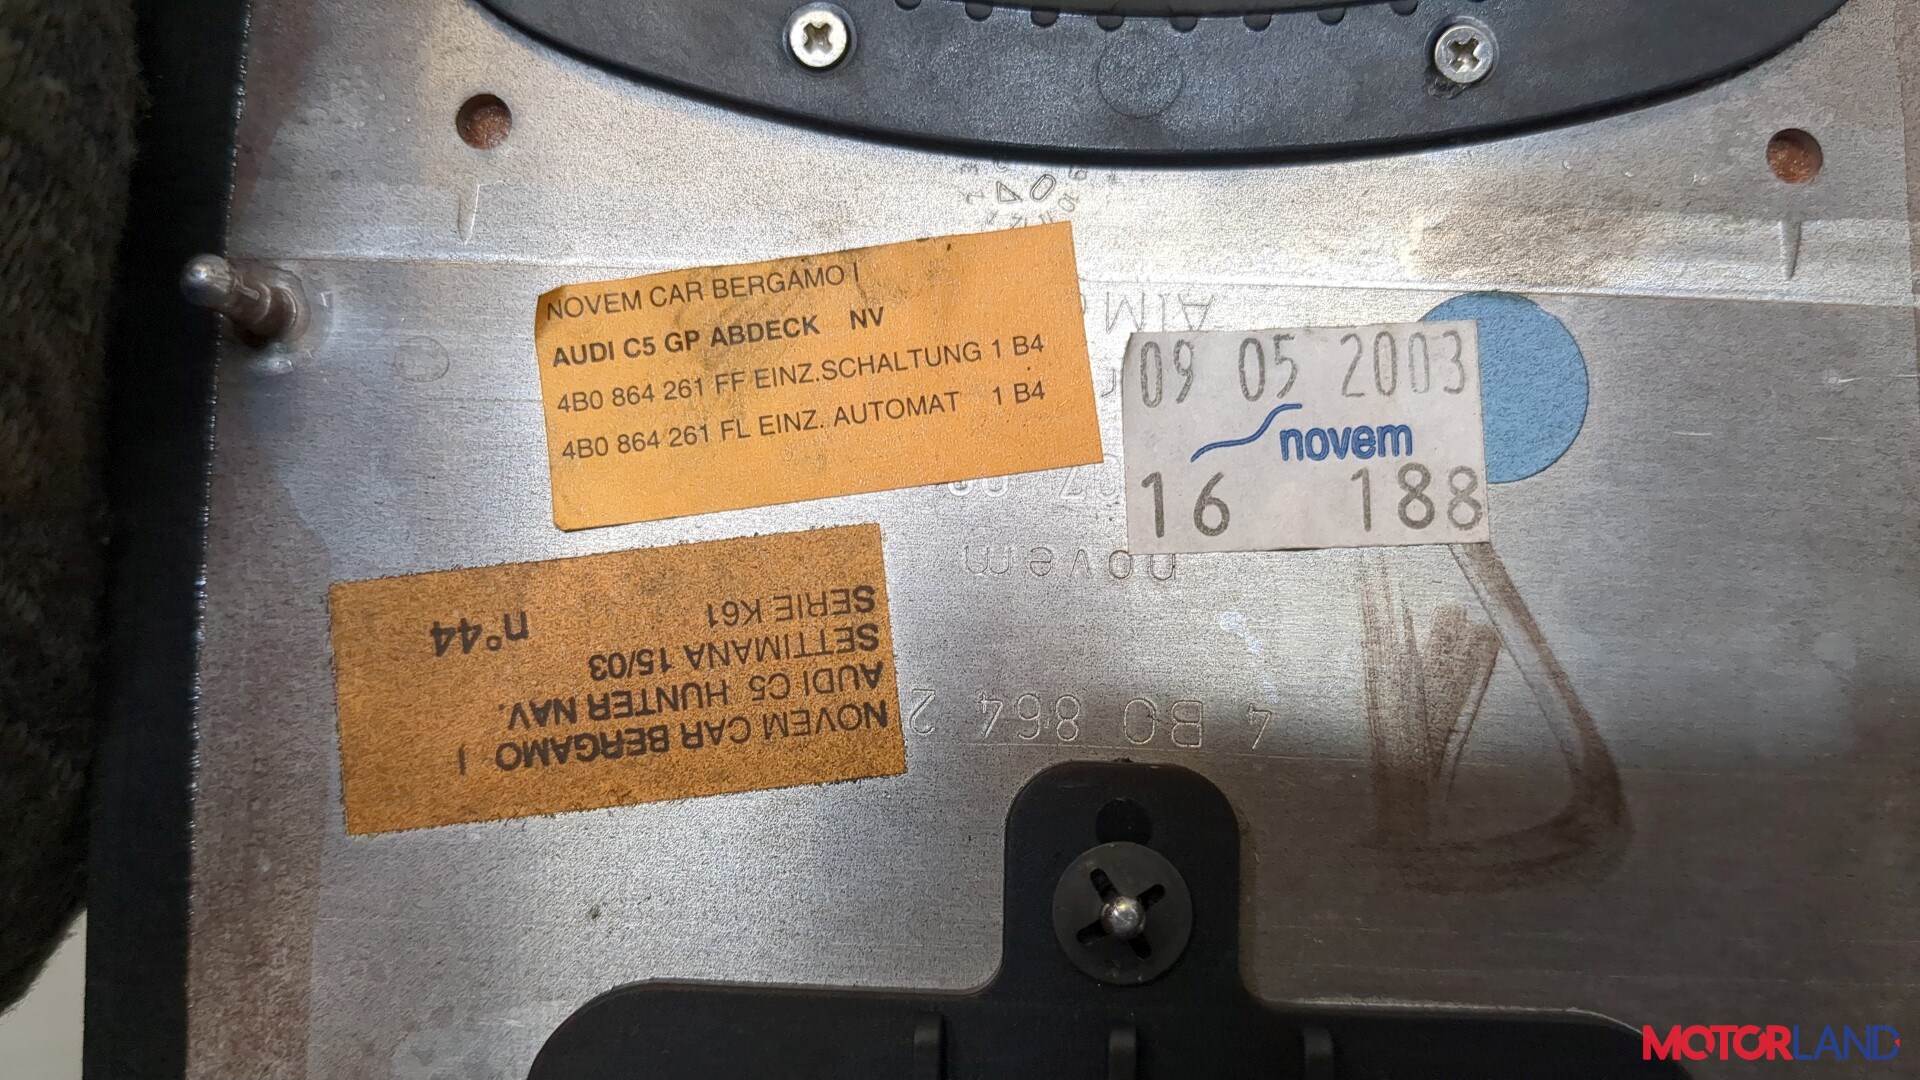 NOVEM CAR BERGAMO I
AUDI C5 GP ABDECK NV
4B0 864 261 FF EINZ.SCHALTUNG 1 B4
4B0 864 261 FL EINZ. AUTOMAT 1 B4
09 05 2003
novem
16 188
novem
4 B0 864 2
NOVEM CAR BERGAMO I
AUDI C5 HUNTER NAV.
SETTIMANA 15/03
SERIE K61 n°44
MOTORLAND